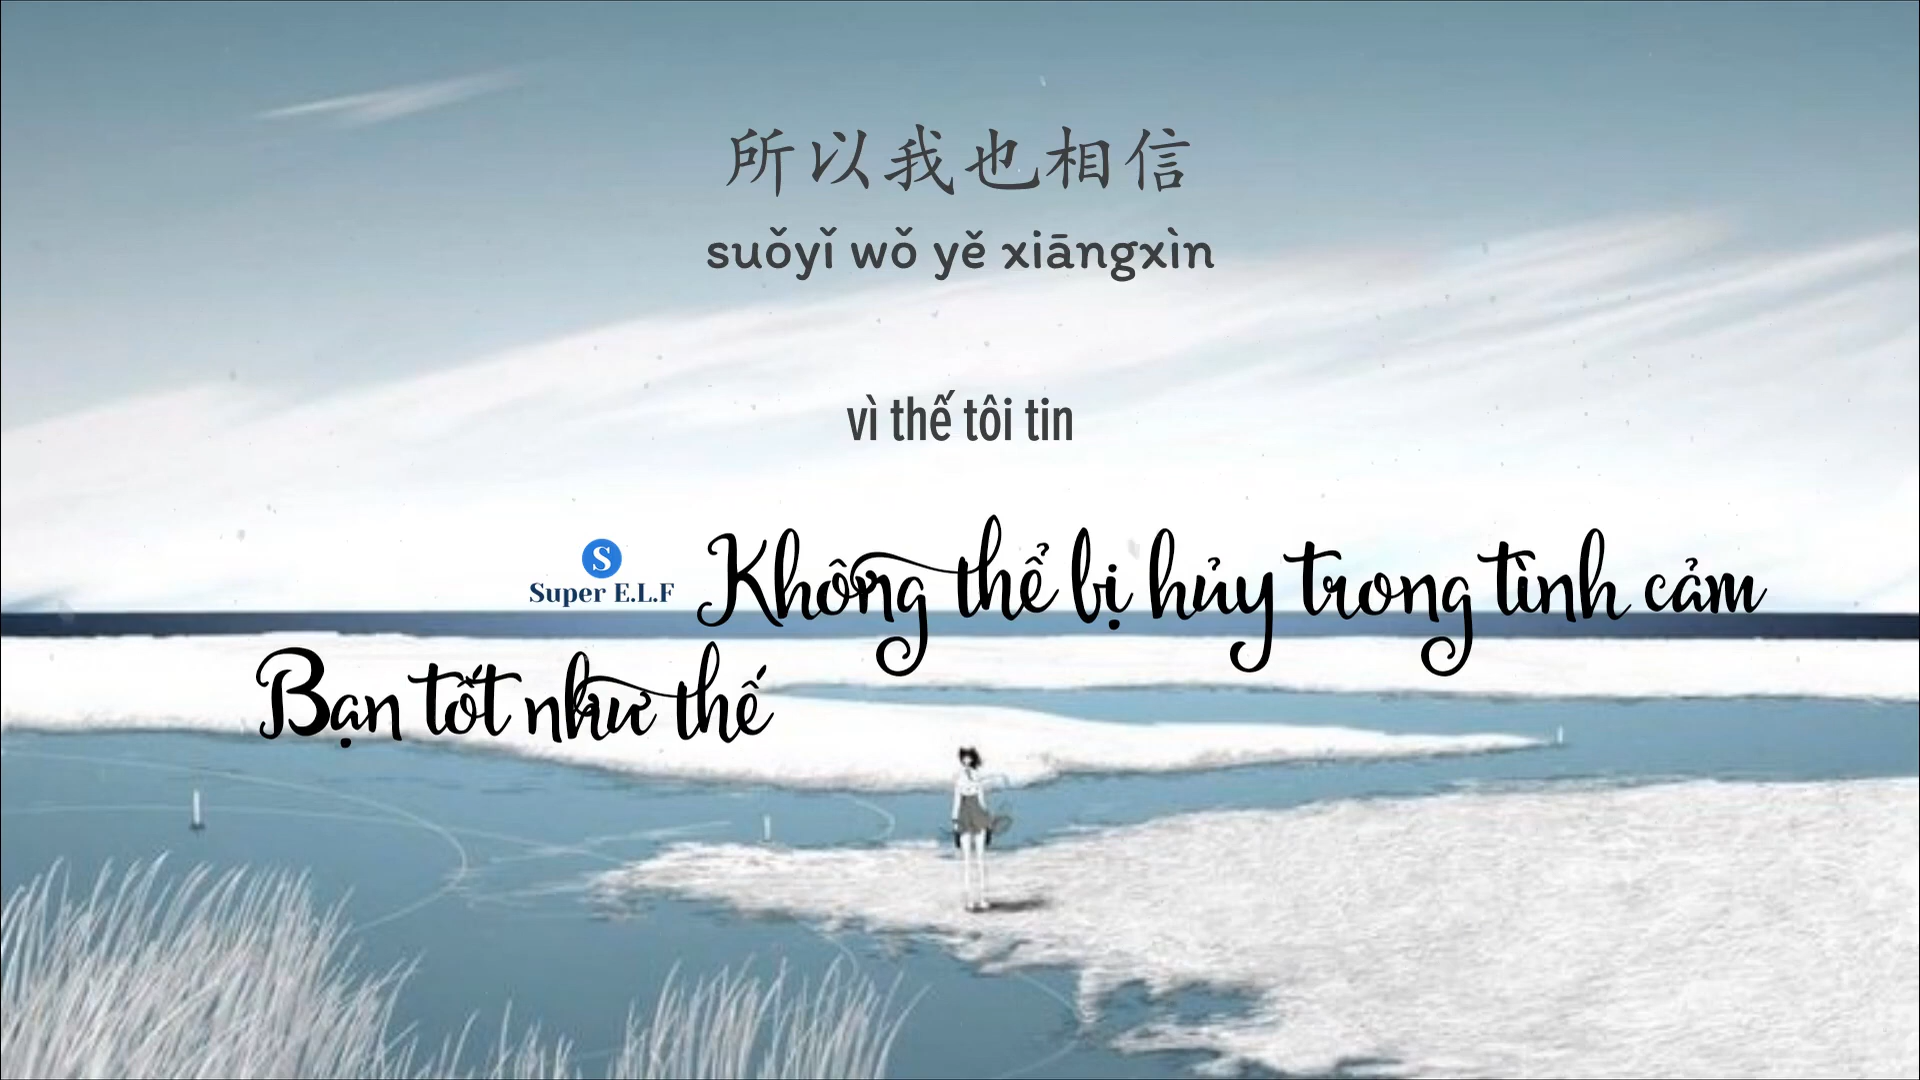 所以我也相信
suǒyǐ wǒ yě xiāngxìn
vì thế tôi tin
S
Super E.L.F
Không thể bị hủy trong tình cảm
Bạn tốt như thế